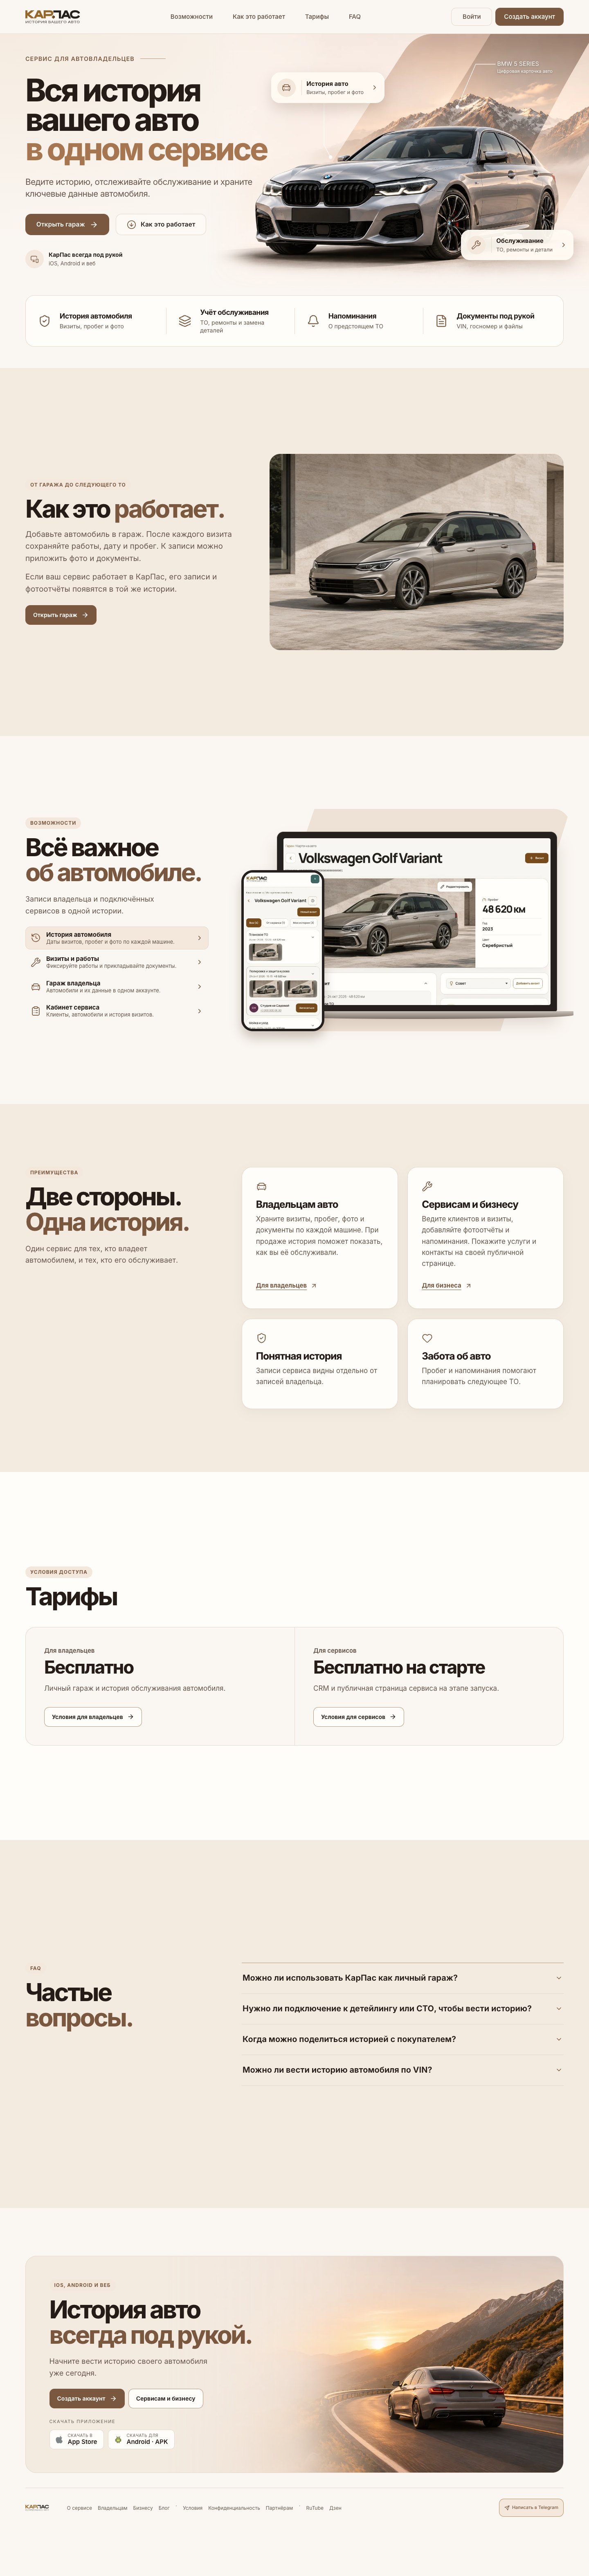 КАРПАС
ИСТОРИЯ ВАШЕГО АВТО
Возможности
Как это работает
Тарифы
FAQ
Войти
Создать аккаунт
СЕРВИС ДЛЯ АВТОВЛАДЕЛЬЦЕВ
Вся история
вашего авто
в одном сервисе
Ведите историю, отслеживайте обслуживание и храните
ключевые данные автомобиля.
Открыть гараж
Как это работает
КарПас всегда под рукой
iOS, Android и веб
История авто
Визиты, пробег и фото
BMW 5 SERIES
Цифровая карточка авто
Обслуживание
ТО, ремонты и детали
История автомобиля
Визиты, пробег и фото
Учёт обслуживания
ТО, ремонты и замена
деталей
Напоминания
О предстоящем ТО
Документы под рукой
VIN, госномер и файлы
ОТ ГАРАЖА ДО СЛЕДУЮЩЕГО ТО
Как это работает.
Добавьте автомобиль в гараж. После каждого визита
сохраняйте работы, дату и пробег. К записи можно
приложить фото и документы.
Если ваш сервис работает в КарПас, его записи и
фотоотчёты появятся в той же истории.
Открыть гараж
ВОЗМОЖНОСТИ
Всё важное
об автомобиле.
Записи владельца и подключённых
сервисов в одной истории.
История автомобиля
Даты визитов, пробег и фото по каждой машине.
Визиты и работы
Фиксируйте работы и прикладывайте документы.
Гараж владельца
Автомобили и их данные в одном аккаунте.
Кабинет сервиса
Клиенты, автомобили и история визитов.
Volkswagen Golf Variant
Редактировать
48 620 км
Год
2023
Цвет
Серебристый
Совет
КАРПАС
Volkswagen Golf Variant
ПРЕИМУЩЕСТВА
Две стороны.
Одна история.
Один сервис для тех, кто владеет
автомобилем, и тех, кто его обслуживает.
Владельцам авто
Храните визиты, пробег, фото и
документы по каждой машине. При
продаже история поможет показать,
как вы её обслуживали.
Для владельцев
Сервисам и бизнесу
Ведите клиентов и визиты,
добавляйте фотоотчёты и
напоминания. Покажите услуги и
контакты на своей публичной
странице.
Для бизнеса
Понятная история
Записи сервиса видны отдельно от
записей владельца.
Забота об авто
Пробег и напоминания помогают
планировать следующее ТО.
УСЛОВИЯ ДОСТУПА
Тарифы
Для владельцев
Бесплатно
Личный гараж и история обслуживания автомобиля.
Условия для владельцев
Для сервисов
Бесплатно на старте
CRM и публичная страница сервиса на этапе запуска.
Условия для сервисов
FAQ
Частые
вопросы.
Можно ли использовать КарПас как личный гараж?
Нужно ли подключение к детейлингу или СТО, чтобы вести историю?
Когда можно поделиться историей с покупателем?
Можно ли вести историю автомобиля по VIN?
IOS, ANDROID И ВЕБ
История авто
всегда под рукой.
Начните вести историю своего автомобиля
уже сегодня.
Создать аккаунт
Сервисам и бизнесу
СКАЧАТЬ ПРИЛОЖЕНИЕ
СКАЧАТЬ В
App Store
СКАЧАТЬ ДЛЯ
Android · APK
КАРПАС
О сервисе
Владельцам
Бизнесу
Блог
Условия
Конфиденциальность
Партнёрам
RuTube
Дзен
Написать в Telegram